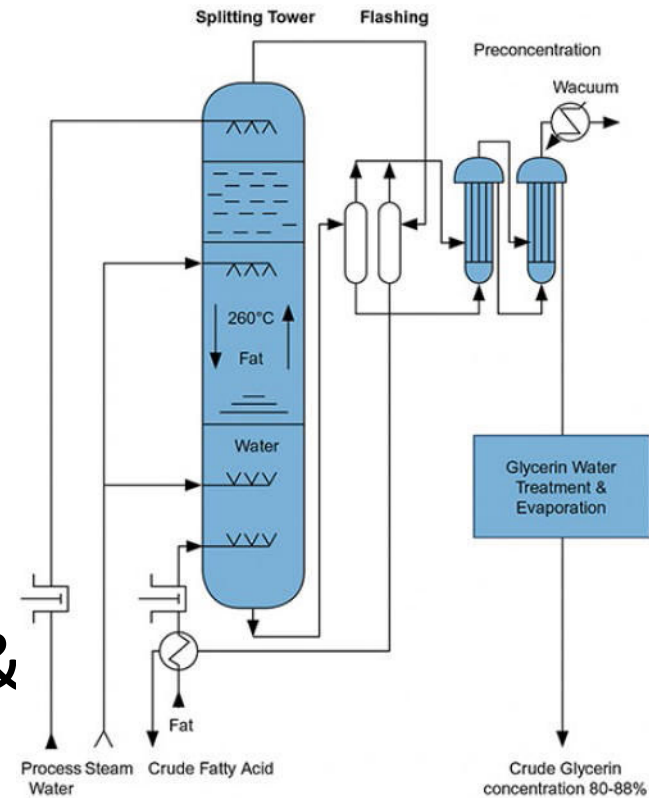 Splitting Tower
Flashing
Preconcentration
Wacuum
260°C
Fat
Water
Glycerin Water
Treatment &
Evaporation
&
Fat
Process
Water
Steam
Crude Fatty Acid
Crude Glycerin
concentration 80-88%